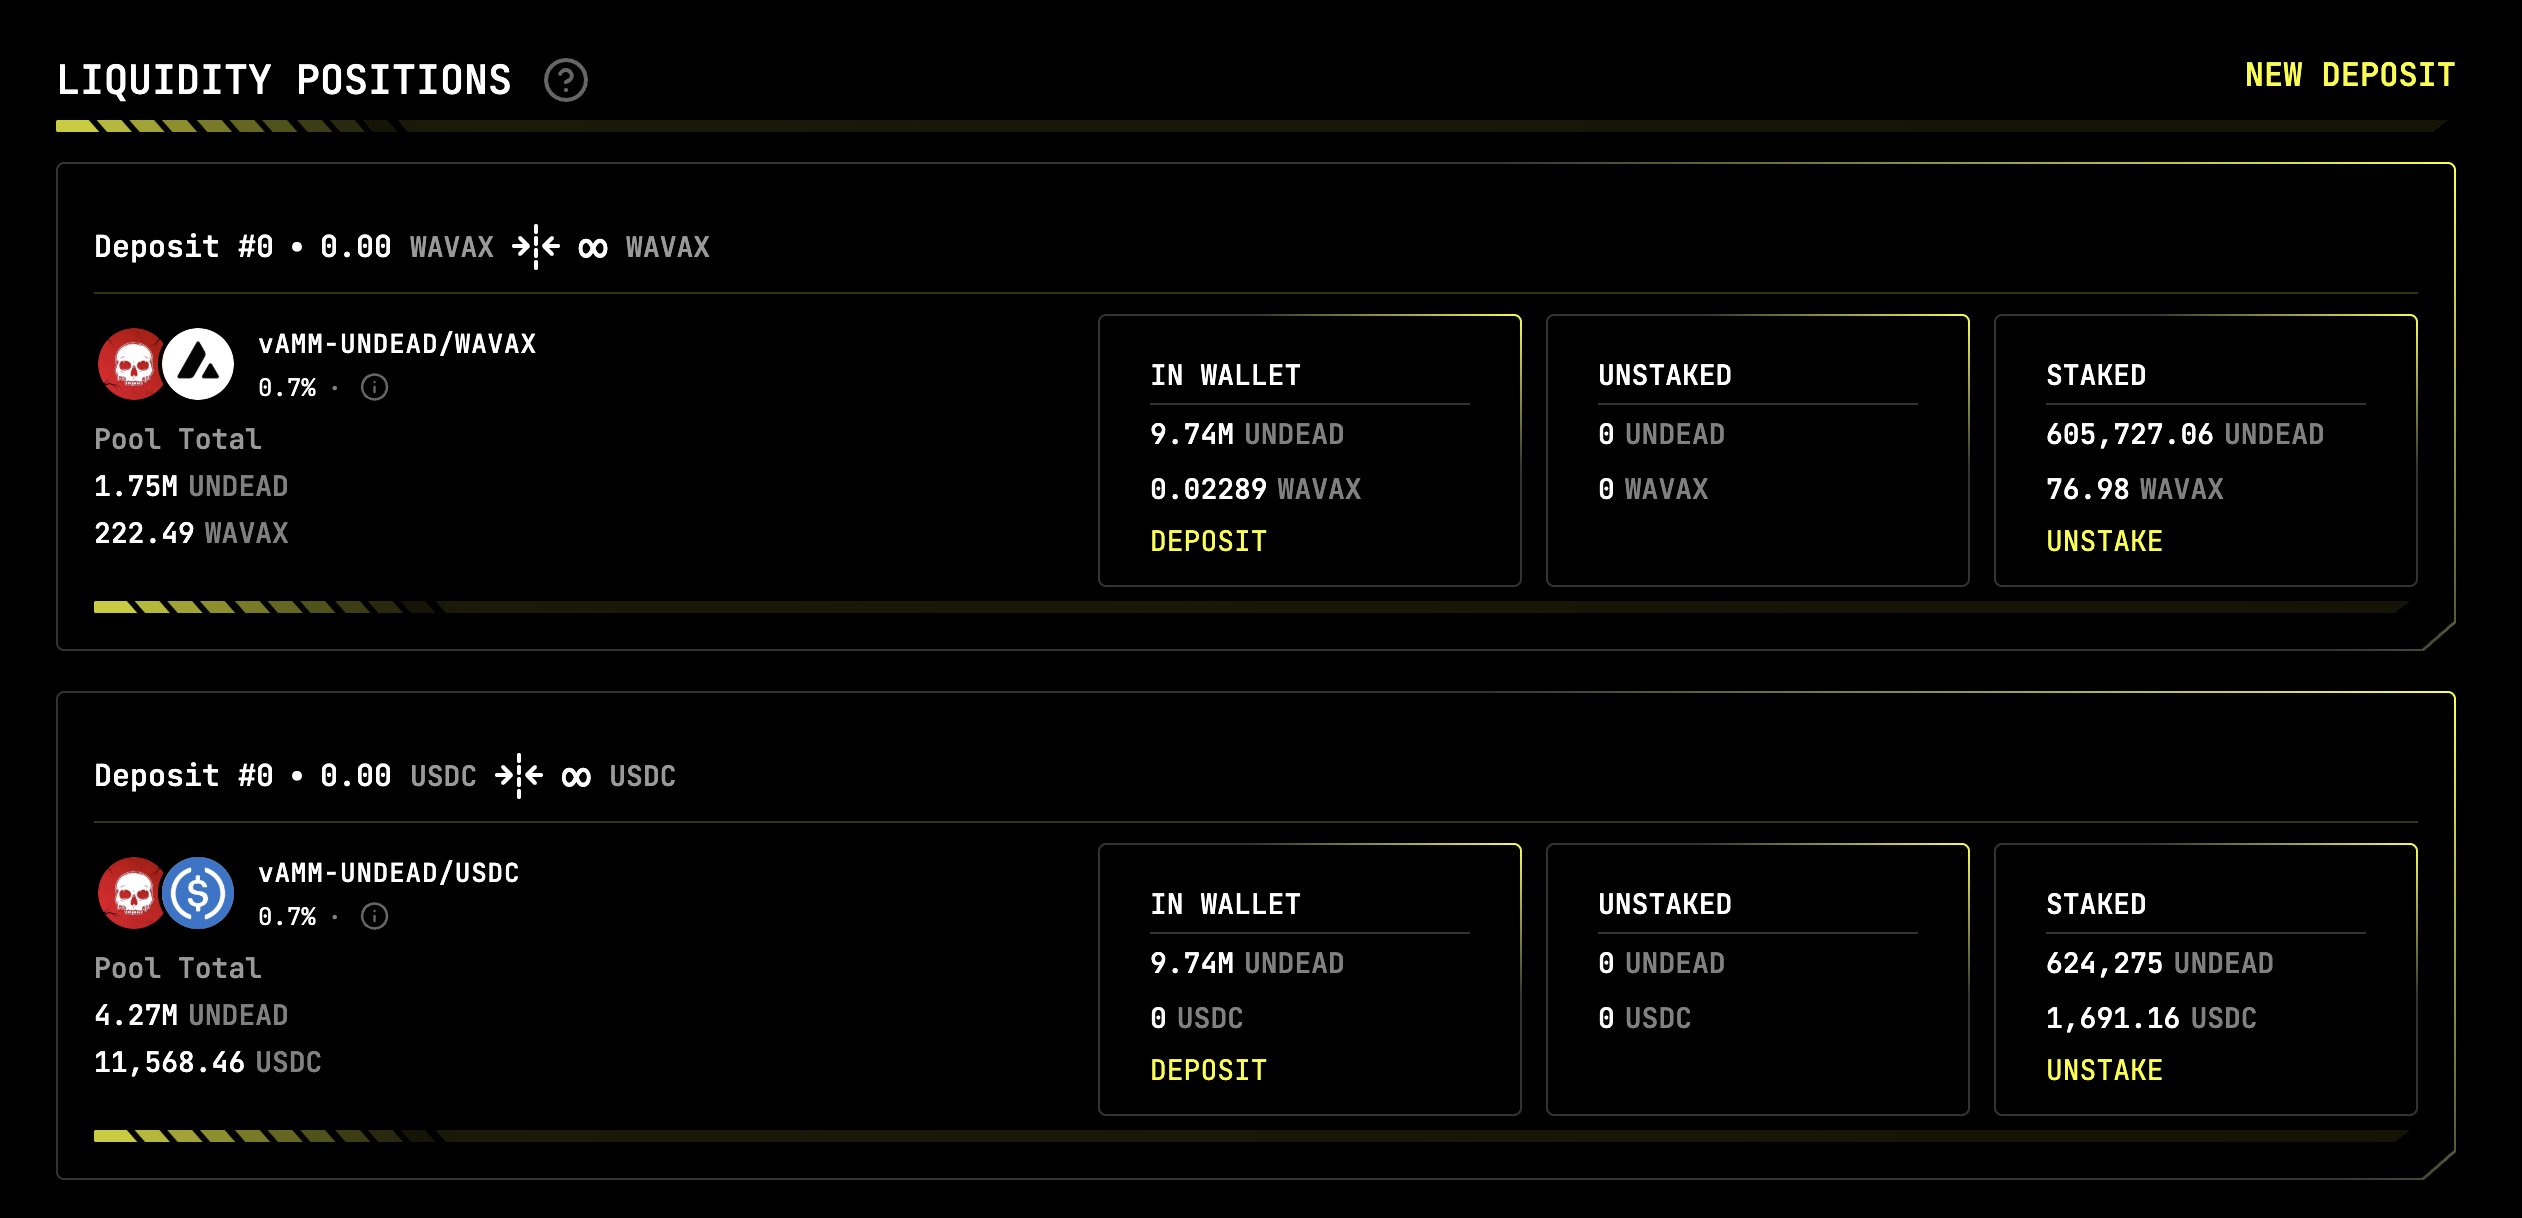 LIQUIDITY POSITIONS ?
NEW DEPOSIT
Deposit #0 • 0.00 WAVAX ∞ WAVAX
vAMM-UNDEAD/WAVAX
0.7% ·
Pool Total
1.75M UNDEAD
222.49 WAVAX
IN WALLET
9.74M UNDEAD
0.02289 WAVAX
DEPOSIT
UNSTAKED
0 UNDEAD
0 WAVAX
STAKED
605,727.06 UNDEAD
76.98 WAVAX
UNSTAKE
Deposit #0 • 0.00 USDC ∞ USDC
vAMM-UNDEAD/USDC
0.7% ·
Pool Total
4.27M UNDEAD
11,568.46 USDC
IN WALLET
9.74M UNDEAD
0 USDC
DEPOSIT
UNSTAKED
0 UNDEAD
0 USDC
STAKED
624,275 UNDEAD
1,691.16 USDC
UNSTAKE